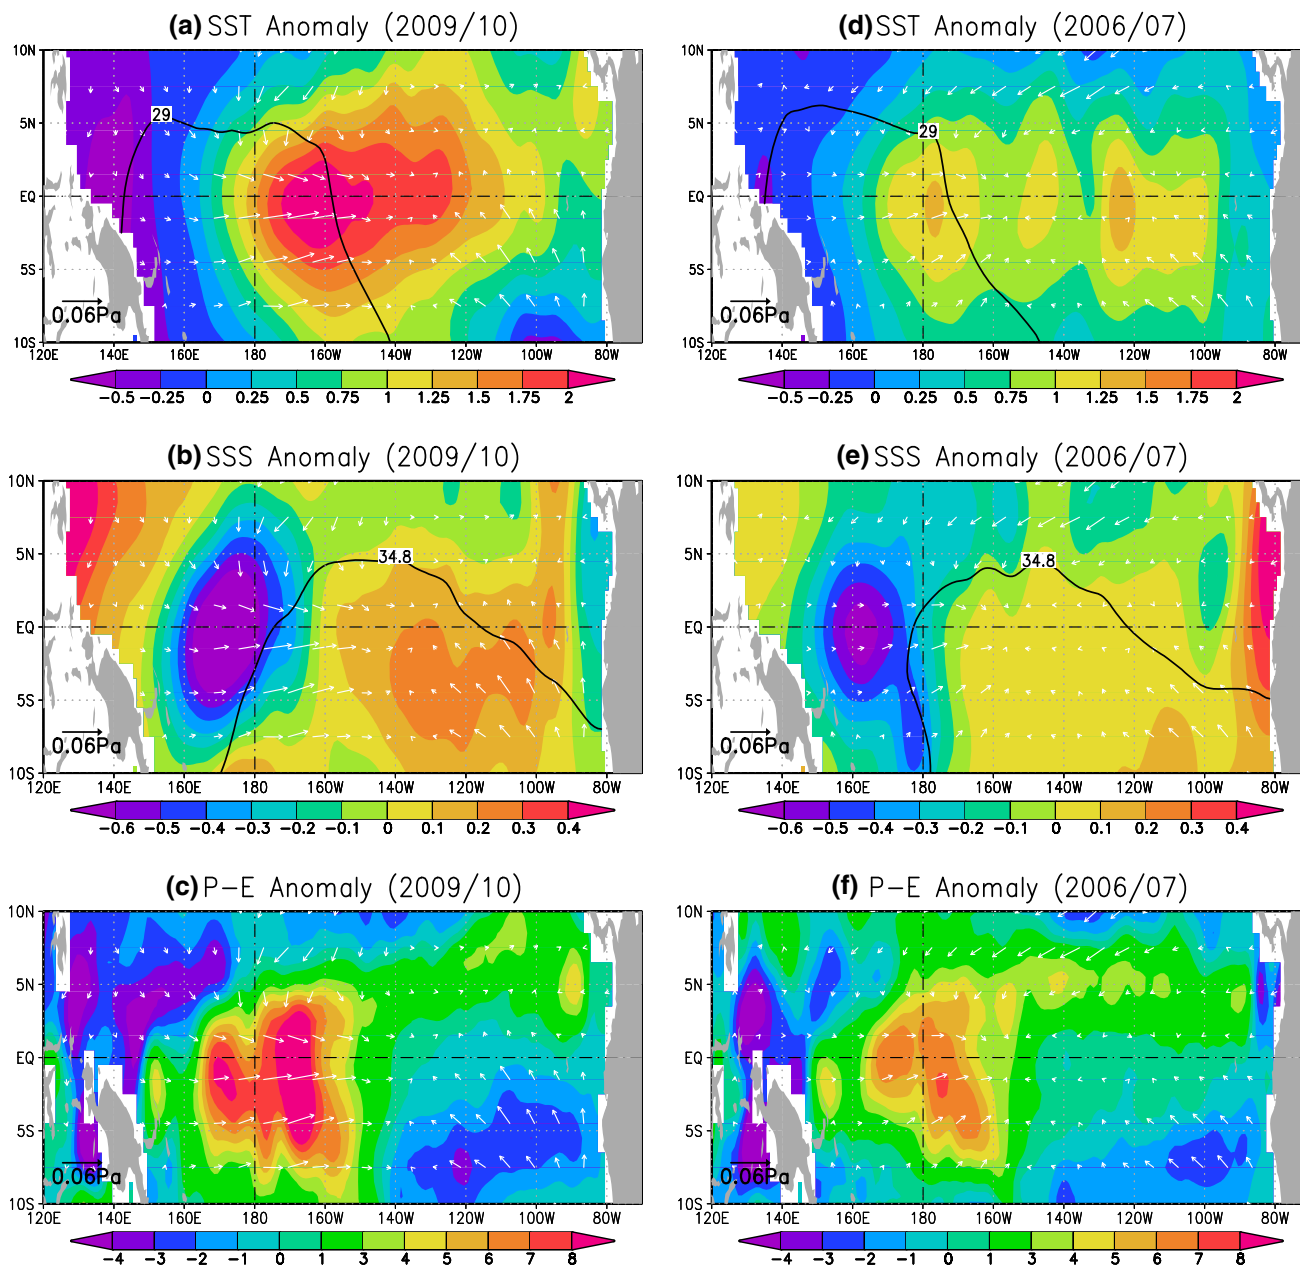 (a) SST Anomaly (2009/10)
10N
5N
EQ
5S
10S
29
0.06Pa
120E 140E 160E 180 160W 140W 120W 100W 80W
-0.5 -0.25 0 0.25 0.5 0.75 1 1.25 1.5 1.75 2
(d) SST Anomaly (2006/07)
10N
5N
EQ
5S
10S
29
0.06Pa
120E 140E 160E 180 160W 140W 120W 100W 80W
-0.5 -0.25 0 0.25 0.5 0.75 1 1.25 1.5 1.75 2
(b) SSS Anomaly (2009/10)
10N
5N
EQ
5S
10S
34.8
0.06Pa
120E 140E 160E 180 160W 140W 120W 100W 80W
-0.6 -0.5 -0.4 -0.3 -0.2 -0.1 0 0.1 0.2 0.3 0.4
(e) SSS Anomaly (2006/07)
10N
5N
EQ
5S
10S
34.8
0.06Pa
120E 140E 160E 180 160W 140W 120W 100W 80W
-0.6 -0.5 -0.4 -0.3 -0.2 -0.1 0 0.1 0.2 0.3 0.4
(c) P-E Anomaly (2009/10)
10N
5N
EQ
5S
10S
0.06Pa
120E 140E 160E 180 160W 140W 120W 100W 80W
-4 -3 -2 -1 0 1 3 4 5 6 7 8
(f) P-E Anomaly (2006/07)
10N
5N
EQ
5S
10S
0.06Pa
120E 140E 160E 180 160W 140W 120W 100W 80W
-4 -3 -2 -1 0 1 3 4 5 6 7 8